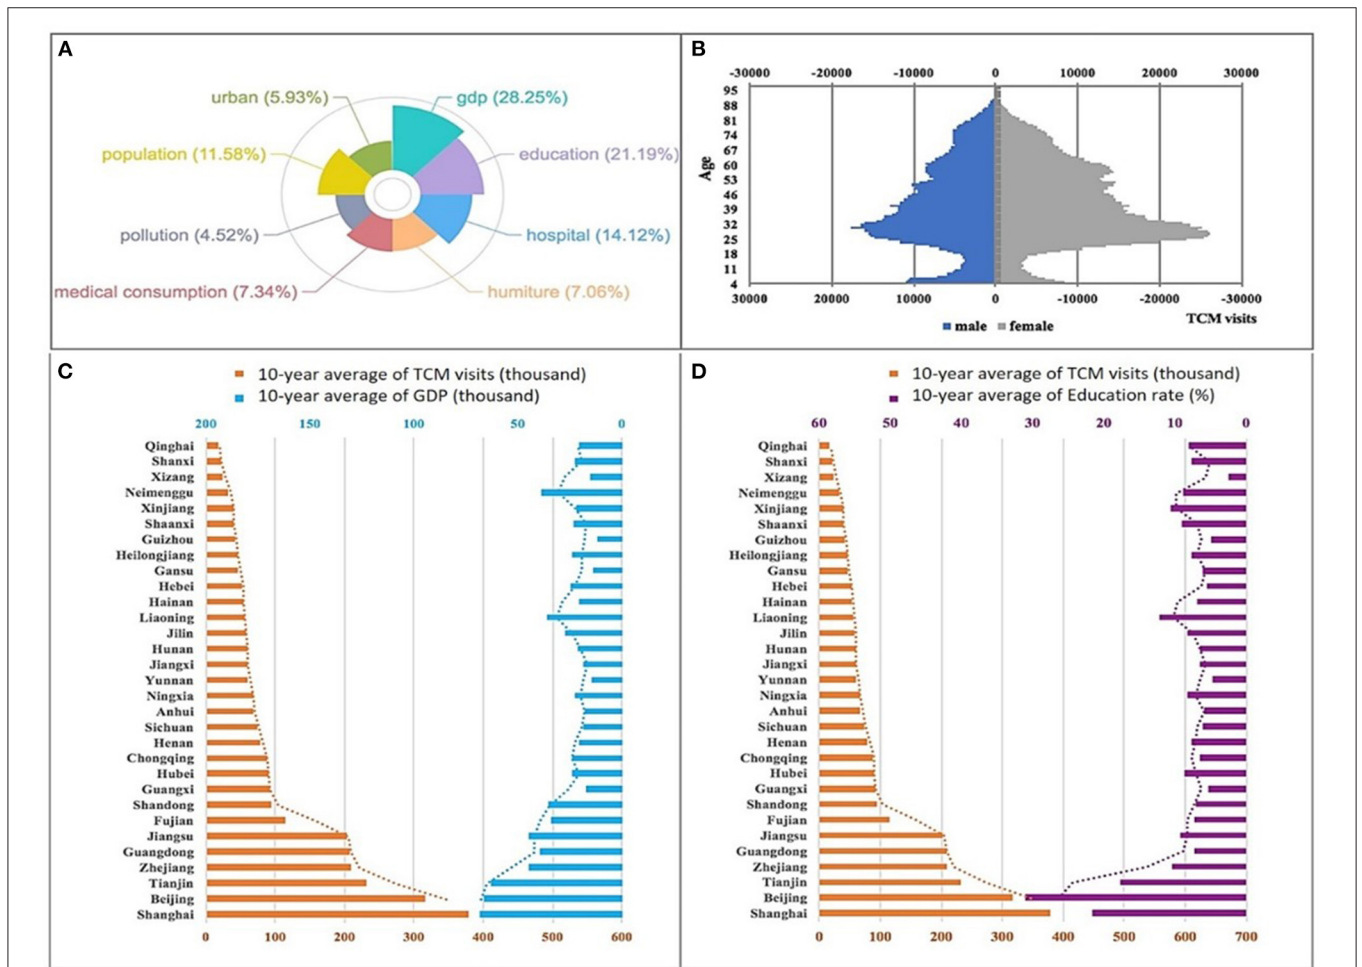 A
urban (5.93%)
gdp (28.25%)
population (11.58%)
education (21.19%)
pollution (4.52%)
hospital (14.12%)
medical consumption (7.34%)
humiture (7.06%)
B
-30000 -20000 -10000 0 10000 20000 30000
Age
95
88
81
74
67
60
53
46
39
32
25
18
11
4
30000 20000 10000 0 -10000 -20000 -30000
TCM visits
male female
C
10-year average of TCM visits (thousand)
10-year average of GDP (thousand)
200 150 100 50 0
Qinghai
Shanxi
Xizang
Neimenggu
Xinjiang
Shaanxi
Guizhou
Heilongjiang
Gansu
Hebei
Hainan
Liaoning
Jilin
Hunan
Jiangxi
Yunnan
Ningxia
Anhui
Sichuan
Henan
Chongqing
Hubei
Guangxi
Shandong
Fujian
Jiangsu
Guangdong
Zhejiang
Tianjin
Beijing
Shanghai
0 100 200 300 400 500 600
D
10-year average of TCM visits (thousand)
10-year average of Education rate (%)
60 50 40 30 20 10 0
Qinghai
Shanxi
Xizang
Neimenggu
Xinjiang
Shaanxi
Guizhou
Heilongjiang
Gansu
Hebei
Hainan
Liaoning
Jilin
Hunan
Jiangxi
Yunnan
Ningxia
Anhui
Sichuan
Henan
Chongqing
Hubei
Guangxi
Shandong
Fujian
Jiangsu
Guangdong
Zhejiang
Tianjin
Beijing
Shanghai
0 100 200 300 400 500 600 700